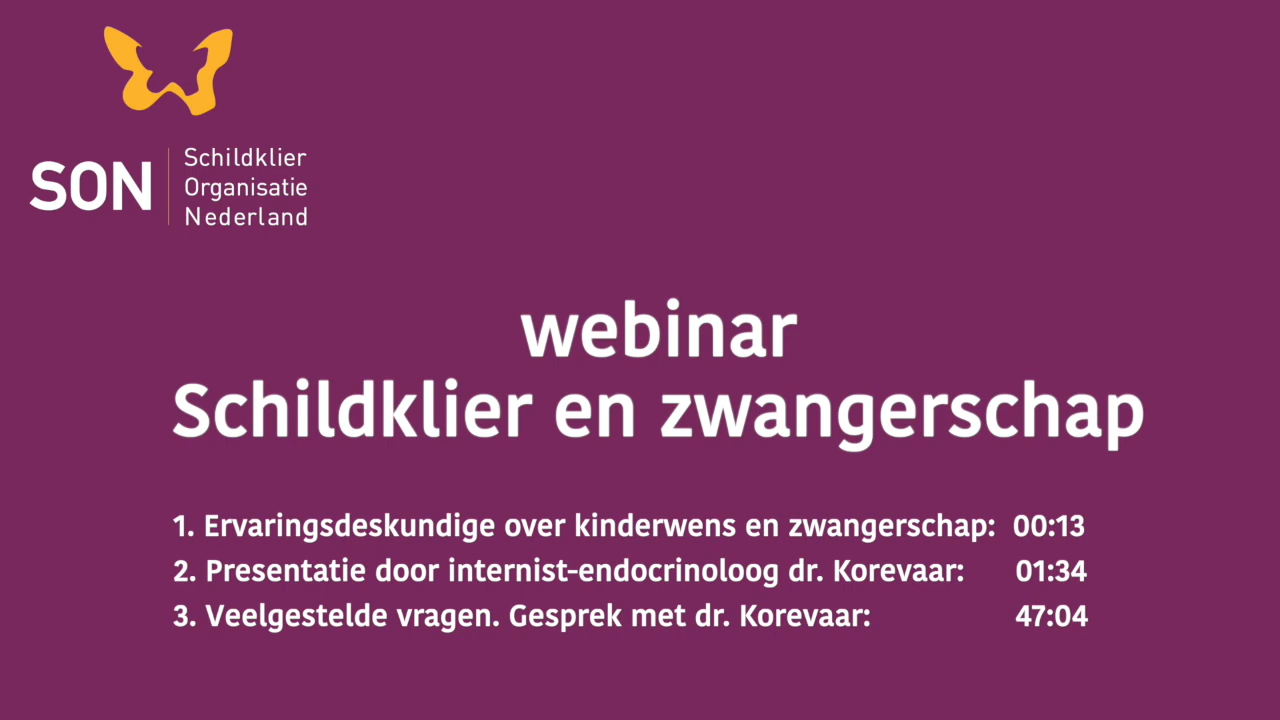 SON
Schildklier
Organisatie
Nederland
webinar
Schildklier en zwangerschap
1. Ervaringsdeskundige over kinderwens en zwangerschap: 00:13
2. Presentatie door internist-endocrinoloog dr. Korevaar: 01:34
3. Veelgestelde vragen. Gesprek met dr. Korevaar: 47:04